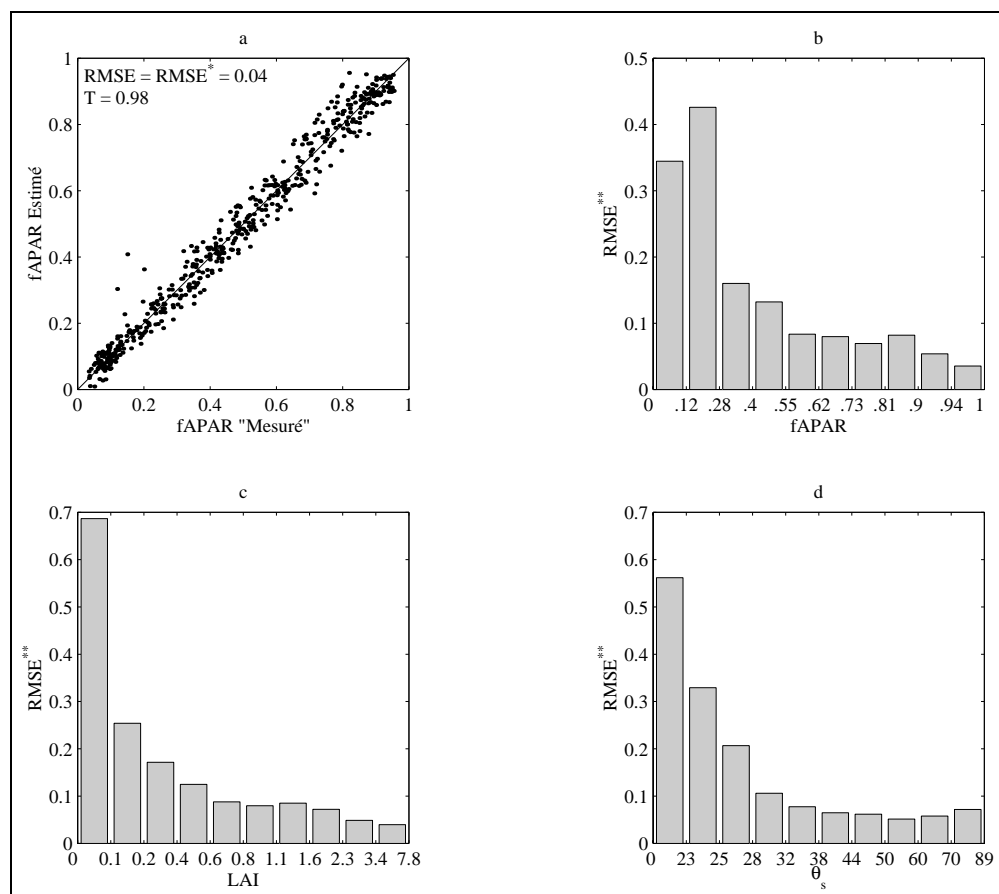 a
RMSE = RMSE* = 0.04
T = 0.98
1
0.8
0.6
0.4
0.2
0
0 0.2 0.4 0.6 0.8 1
fAPAR Estimé
fAPAR "Mesuré"
b
0.5
0.4
0.3
0.2
0.1
0
0 .12 .28 .4 .55 .62 .73 .81 .9 .94 1
RMSE**
fAPAR
c
0.7
0.6
0.5
0.4
0.3
0.2
0.1
0
0 0.1 0.2 0.4 0.6 0.8 1.1 1.6 2.3 3.4 7.8
RMSE**
LAI
d
0.7
0.6
0.5
0.4
0.3
0.2
0.1
0
0 23 25 28 32 38 44 50 60 70 89
RMSE**
θs